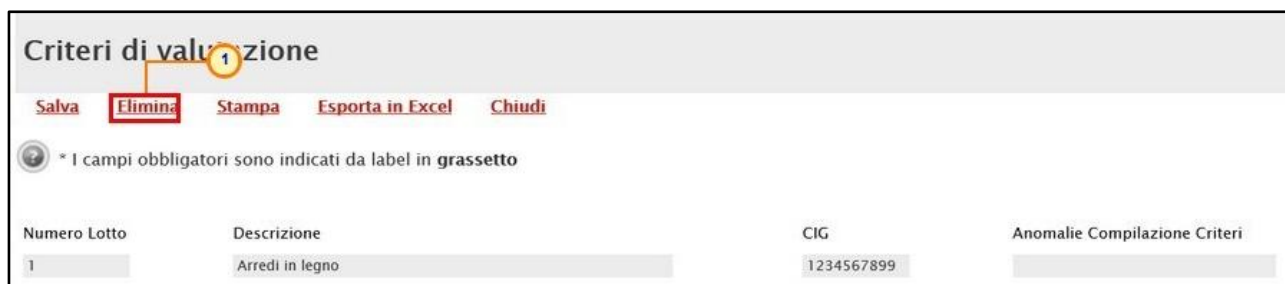 Criteri di valutazione
1
Salva Elimina Stampa Esporta in Excel Chiudi
? * I campi obbligatori sono indicati da label in grassetto
Numero Lotto Descrizione CIG Anomalie Compilazione Criteri
1 Arredi in legno 1234567899